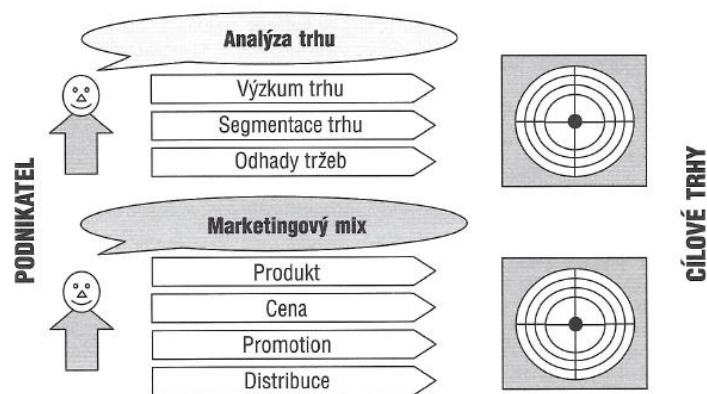 Analýza trhu
Výzkum trhu
Segmentace trhu
Odhady tržeb
PODNIKATEL
CÍLOVÉ TRHY
Marketingový mix
Produkt
Cena
Promotion
Distribuce